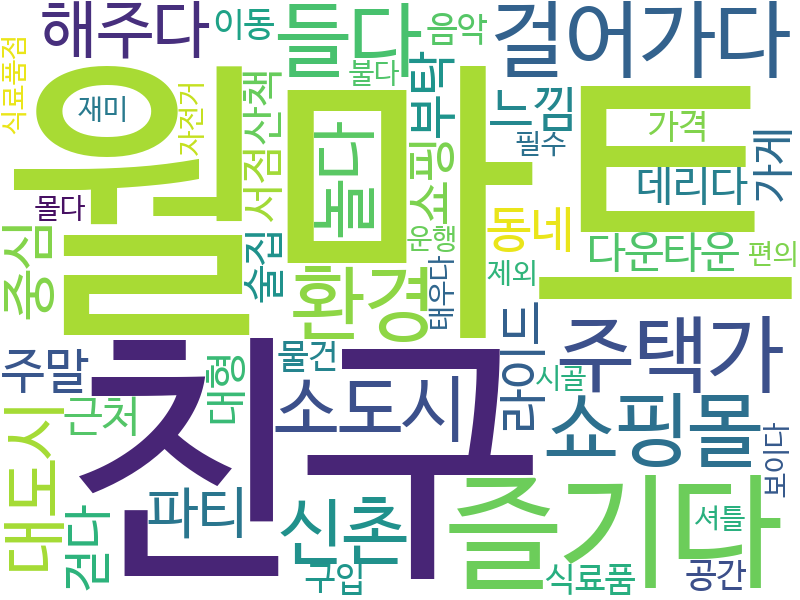 해주다
이동
들다
음악
걸어가다
식료품점
월마트
재미
자전거
불다
서점
산책
놀다
쇼핑
부탁
느낌
필수
가격
가게
데리다
몰다
중심
술집
환경
운행
태우다
동네
제외
다운타운
편의
친구
주말
대형
물건
소도시
라이드
시골
주택가
대도시
근처
쇼핑몰
보이다
걷다
파티
신촌
구입
즐기다
식료품
셔틀
공간